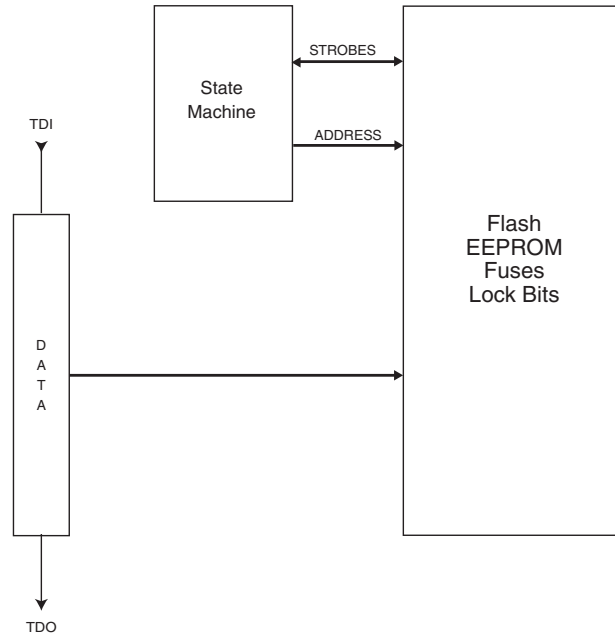 STROBES
State
Machine
ADDRESS
TDI
Flash
EEPROM
Fuses
Lock Bits
D
A
T
A
TDO